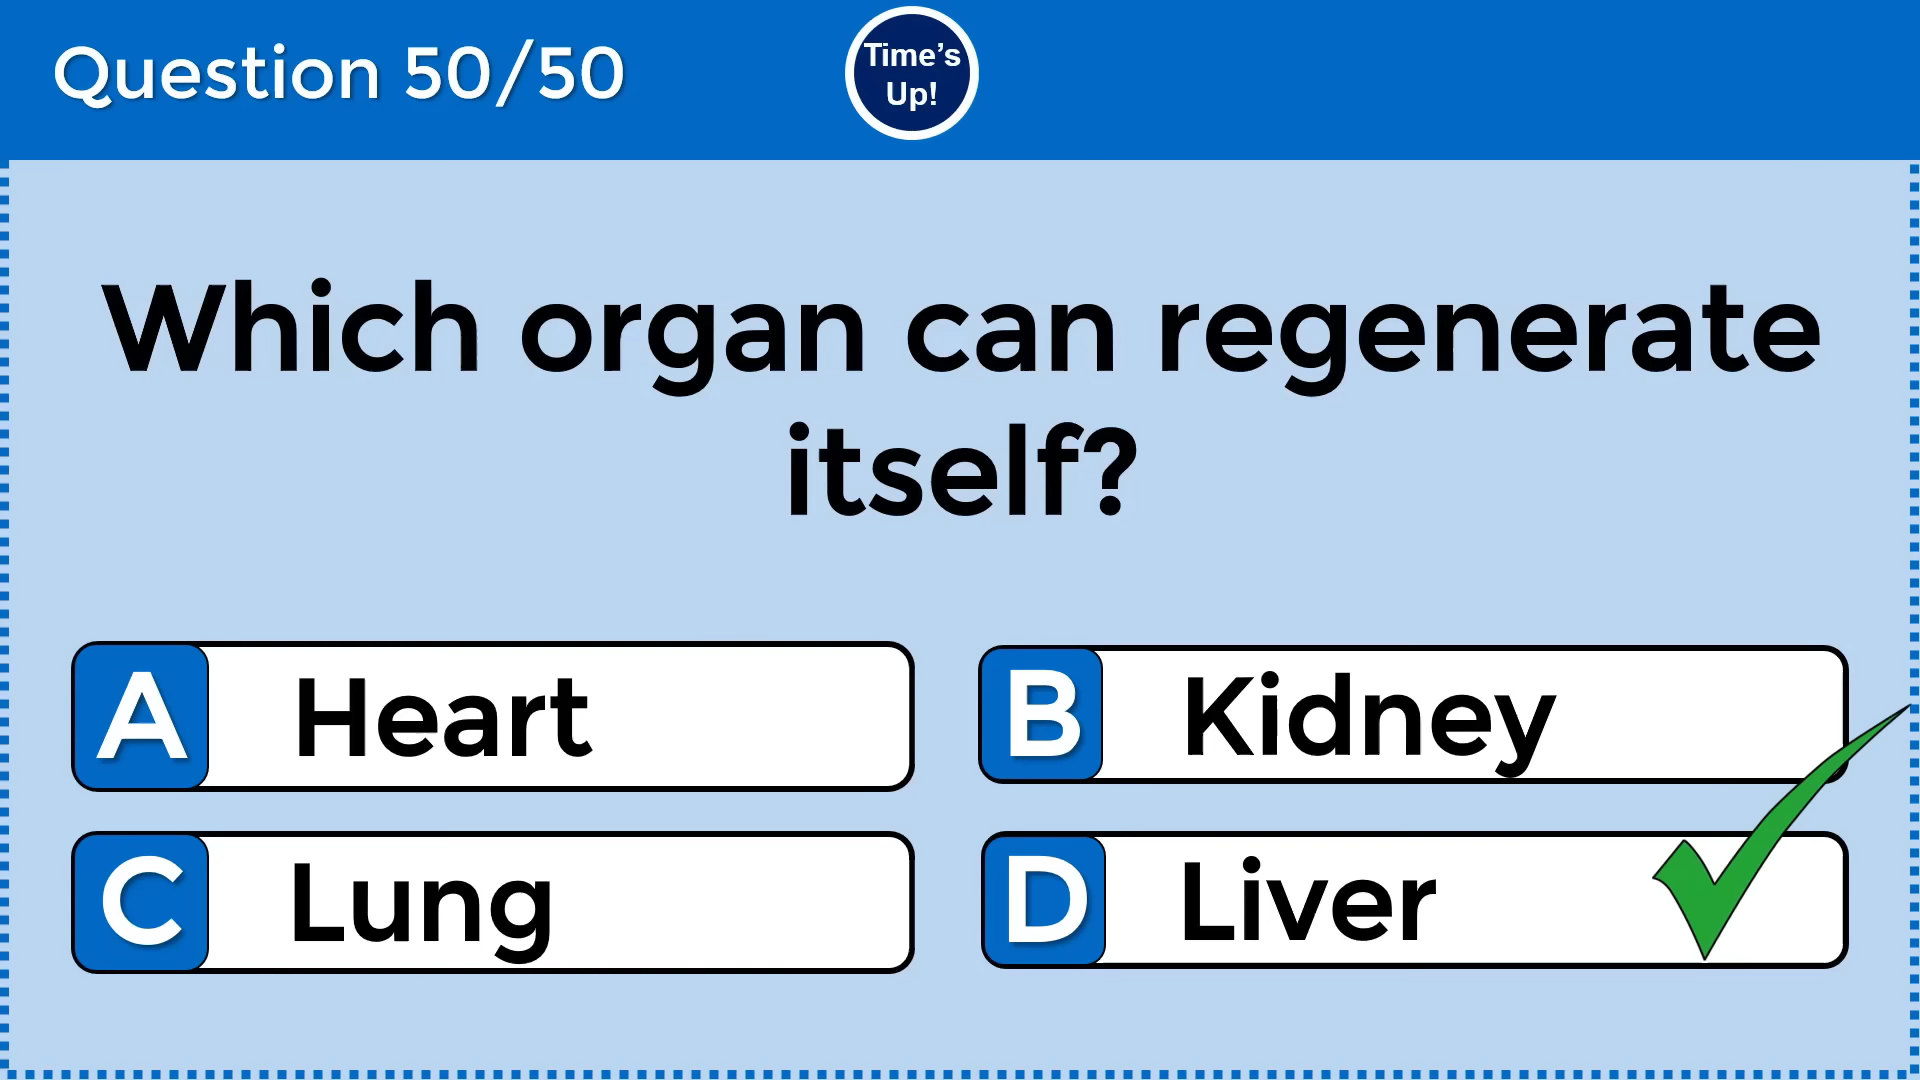 Question 50/50
Time's
Up!
Which organ can regenerate
itself?
A Heart
B Kidney
C Lung
D Liver